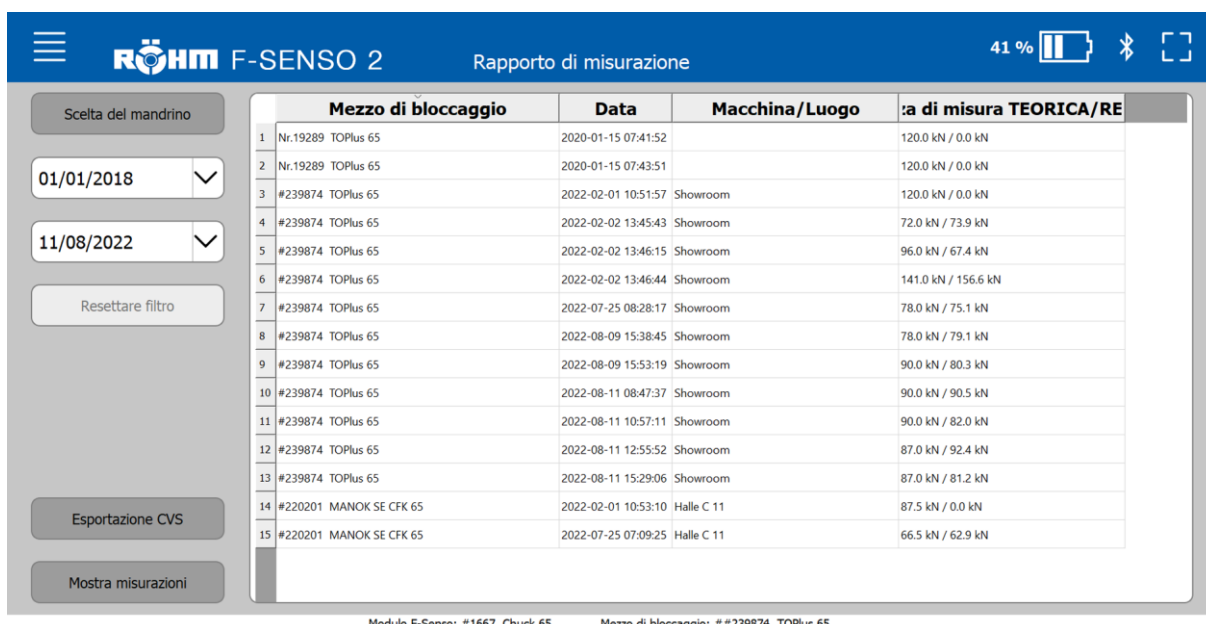 RÖHM F-SENSO 2 Rapporto di misurazione 41 %
Scelta del mandrino
01/01/2018
11/08/2022
Resettare filtro
Esportazione CVS
Mostra misurazioni
Mezzo di bloccaggio Data Macchina/Luogo :a di misura TEORICA/RE
1 Nr.19289 TOPlus 65 2020-01-15 07:41:52 120.0 kN / 0.0 kN
2 Nr.19289 TOPlus 65 2020-01-15 07:43:51 120.0 kN / 0.0 kN
3 #239874 TOPlus 65 2022-02-01 10:51:57 Showroom 120.0 kN / 0.0 kN
4 #239874 TOPlus 65 2022-02-02 13:45:43 Showroom 72.0 kN / 73.9 kN
5 #239874 TOPlus 65 2022-02-02 13:46:15 Showroom 96.0 kN / 67.4 kN
6 #239874 TOPlus 65 2022-02-02 13:46:44 Showroom 141.0 kN / 156.6 kN
7 #239874 TOPlus 65 2022-07-25 08:28:17 Showroom 78.0 kN / 75.1 kN
8 #239874 TOPlus 65 2022-08-09 15:38:45 Showroom 78.0 kN / 79.1 kN
9 #239874 TOPlus 65 2022-08-09 15:53:19 Showroom 90.0 kN / 80.3 kN
10 #239874 TOPlus 65 2022-08-11 08:47:37 Showroom 90.0 kN / 90.5 kN
11 #239874 TOPlus 65 2022-08-11 10:57:11 Showroom 90.0 kN / 82.0 kN
12 #239874 TOPlus 65 2022-08-11 12:55:52 Showroom 87.0 kN / 92.4 kN
13 #239874 TOPlus 65 2022-08-11 15:29:06 Showroom 87.0 kN / 81.2 kN
14 #220201 MANOK SE CFK 65 2022-02-01 10:53:10 Halle C 11 87.5 kN / 0.0 kN
15 #220201 MANOK SE CFK 65 2022-07-25 07:09:25 Halle C 11 66.5 kN / 62.9 kN
Modulo F-Senso: #1667 Chuck 65 Mezzo di bloccaggio: ##239874 TOPlus 65